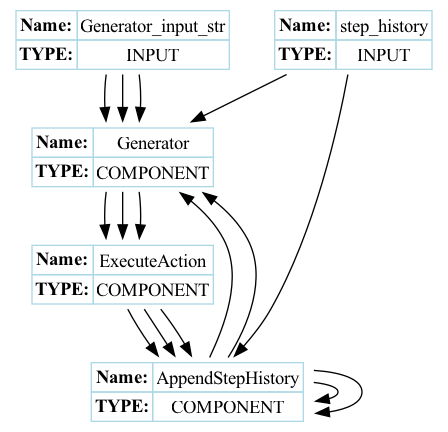 Name: Generator_input_str
TYPE: INPUT
Name: step_history
TYPE: INPUT
Name: Generator
TYPE: COMPONENT
Name: ExecuteAction
TYPE: COMPONENT
Name: AppendStepHistory
TYPE: COMPONENT